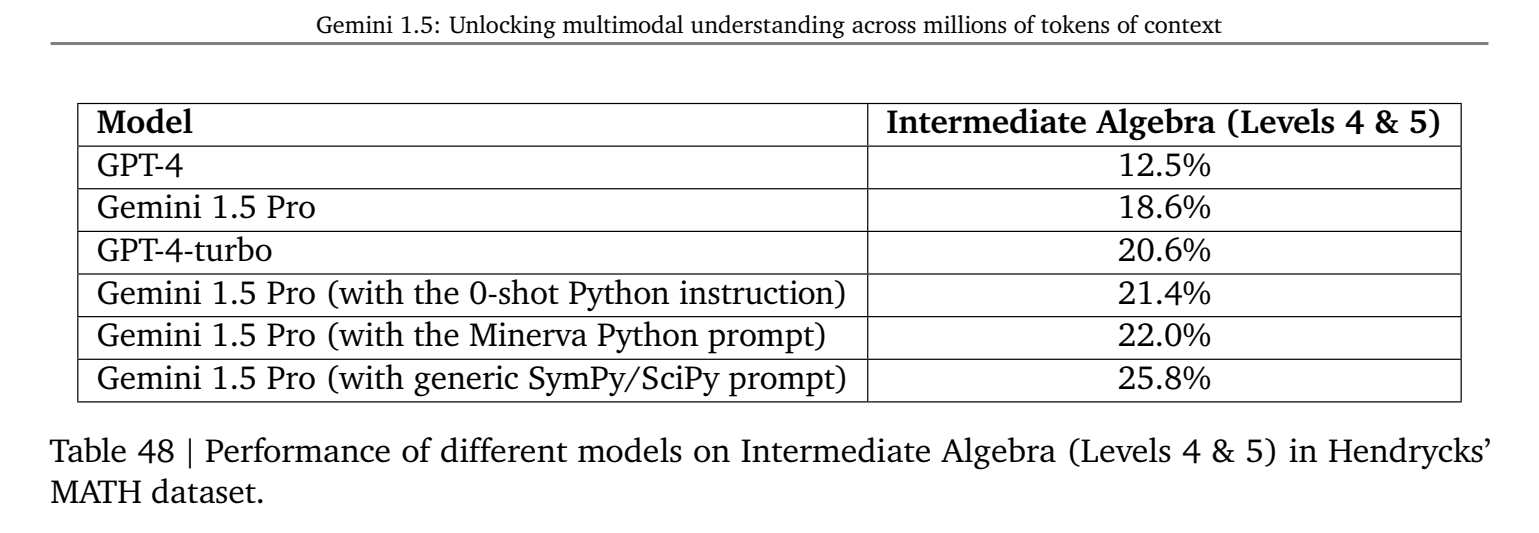 Gemini 1.5: Unlocking multimodal understanding across millions of tokens of context
Model Intermediate Algebra (Levels 4 & 5)
GPT-4 12.5%
Gemini 1.5 Pro 18.6%
GPT-4-turbo 20.6%
Gemini 1.5 Pro (with the 0-shot Python instruction) 21.4%
Gemini 1.5 Pro (with the Minerva Python prompt) 22.0%
Gemini 1.5 Pro (with generic SymPy/SciPy prompt) 25.8%
Table 48 | Performance of different models on Intermediate Algebra (Levels 4 & 5) in Hendrycks’
MATH dataset.